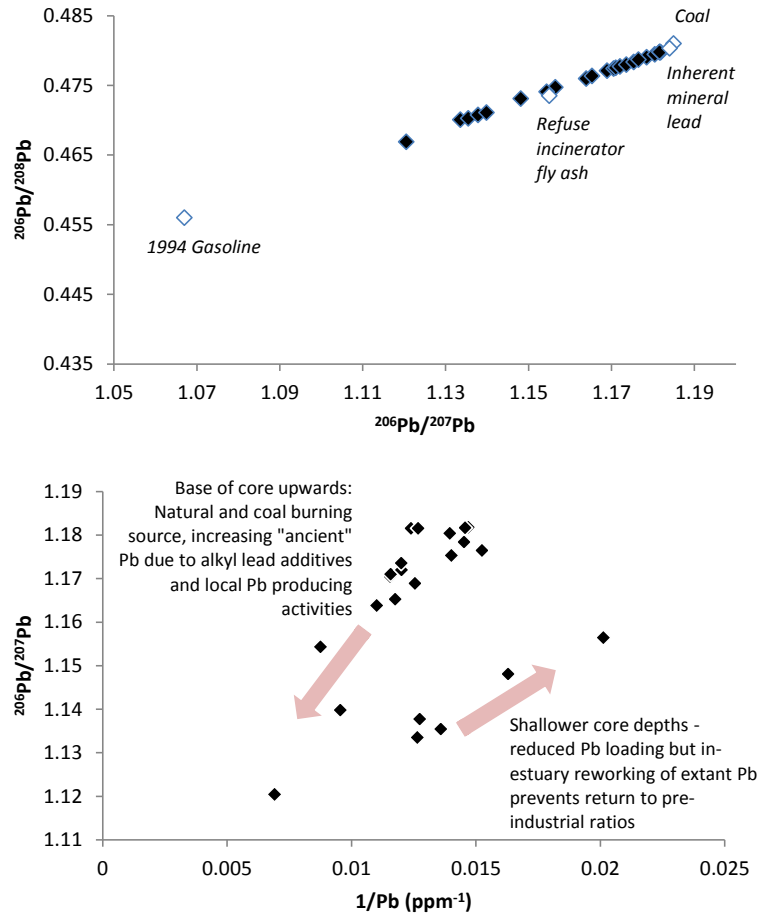 0.485
0.475
0.465
0.455
0.445
0.435
²⁰⁶Pb/²⁰⁸Pb
Coal
Inherent
mineral
lead
Refuse
incinerator
fly ash
1994 Gasoline
1.05
1.07
1.09
1.11
1.13
1.15
1.17
1.19
²⁰⁶Pb/²⁰⁷Pb
1.19
1.18
1.17
1.16
1.15
1.14
1.13
1.12
1.11
²⁰⁶Pb/²⁰⁷Pb
Base of core upwards:
Natural and coal burning
source, increasing "ancient"
Pb due to alkyl lead additives
and local Pb producing
activities
Shallower core depths -
reduced Pb loading but in-
estuary reworking of extant Pb
prevents return to pre-
industrial ratios
0
0.005
0.01
0.015
0.02
0.025
1/Pb (ppm⁻¹)